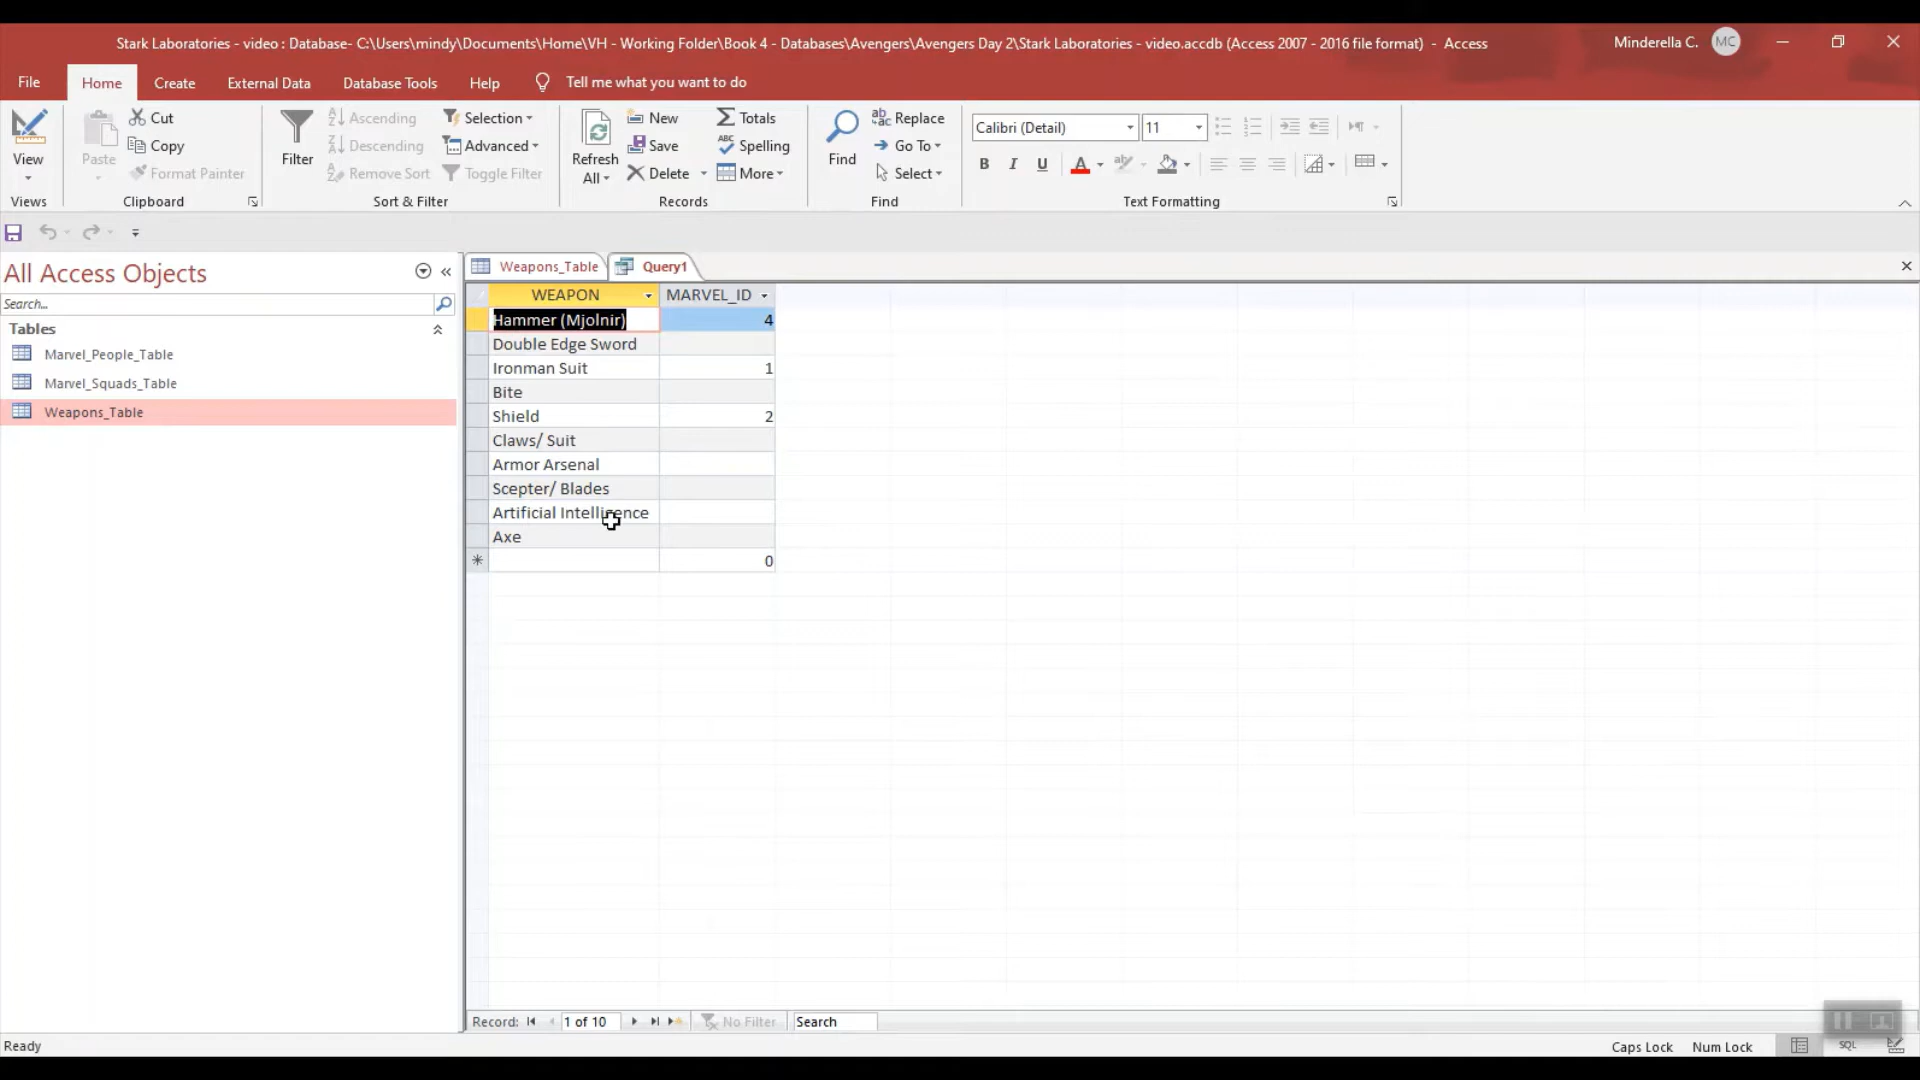 Stark Laboratories - video : Database- C:\Users\mindy\Documents\Home\VH - Working Folder\Book 4 - Databases\Avengers\Avengers Day 2\Stark Laboratories - video.accdb (Access 2007 - 2016 file format) - Access
Minderella C. MC
File Home Create External Data Database Tools Help Tell me what you want to do
View
Views
Paste
Cut
Copy
Format Painter
Clipboard
Filter
Ascending
Descending
Remove Sort
Selection
Advanced
Toggle Filter
Sort & Filter
Refresh All
New
Save
Delete
Totals
Spelling
More
Records
Find
Replace
Go To
Select
Find
Calibri (Detail) 11
B I U A
Text Formatting
All Access Objects
Search...
Tables
Marvel_People_Table
Marvel_Squads_Table
Weapons_Table
Weapons_Table Query1
WEAPON MARVEL_ID
Hammer (Mjolnir) 4
Double Edge Sword
Ironman Suit 1
Bite
Shield 2
Claws/ Suit
Armor Arsenal
Scepter/ Blades
Artificial Intelligence
Axe
* 0
Record: 1 of 10 No Filter Search
Ready
Caps Lock Num Lock SQL